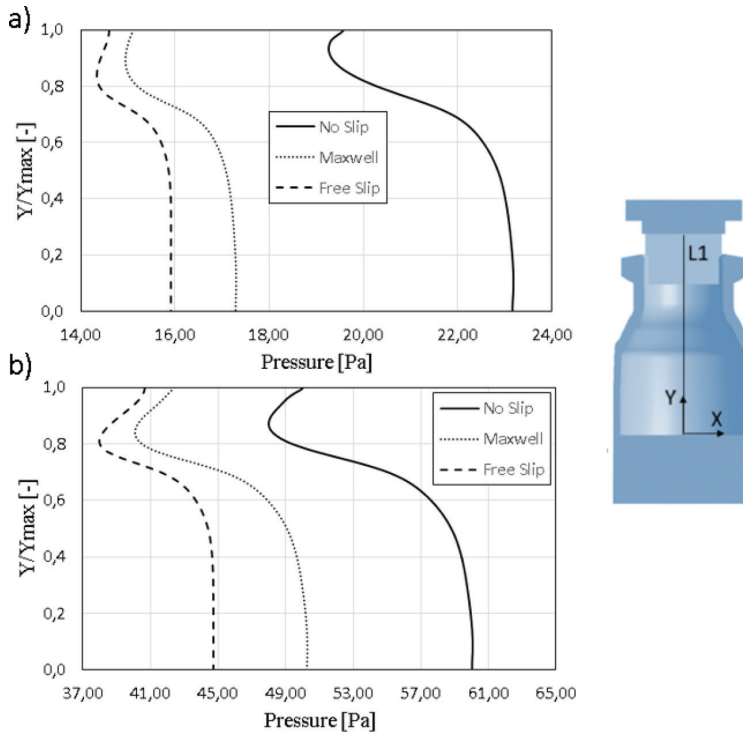 a)
1,0
0,8
0,6
0,4
0,2
0,0
Y/Ymax [-]
No Slip
Maxwell
Free Slip
14,00 16,00 18,00 20,00 22,00 24,00
Pressure [Pa]
b)
1,0
0,8
0,6
0,4
0,2
0,0
Y/Ymax [-]
No Slip
Maxwell
Free Slip
37,00 41,00 45,00 49,00 53,00 57,00 61,00 65,00
Pressure [Pa]
L1
Y
X